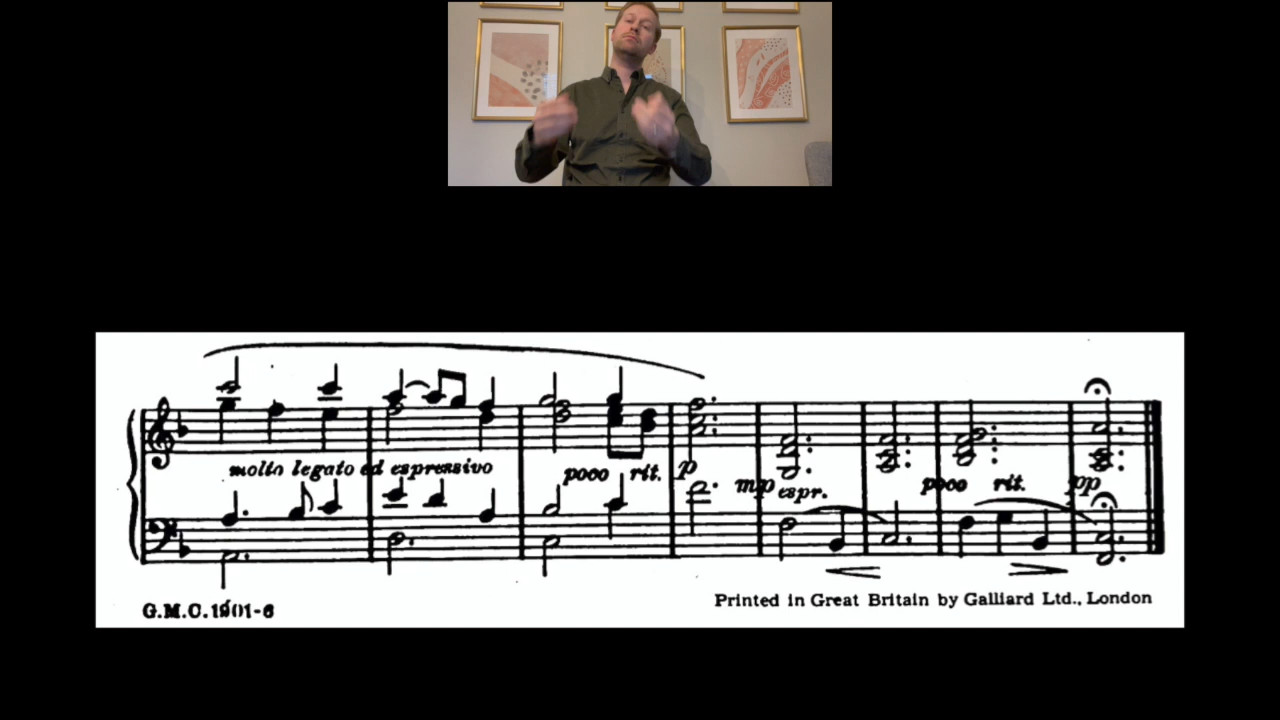 molto legato ed espressivo
poco rit. p
mp espr.
poco rit. pp
G.M.C. 1901-6
Printed in Great Britain by Galliard Ltd., London